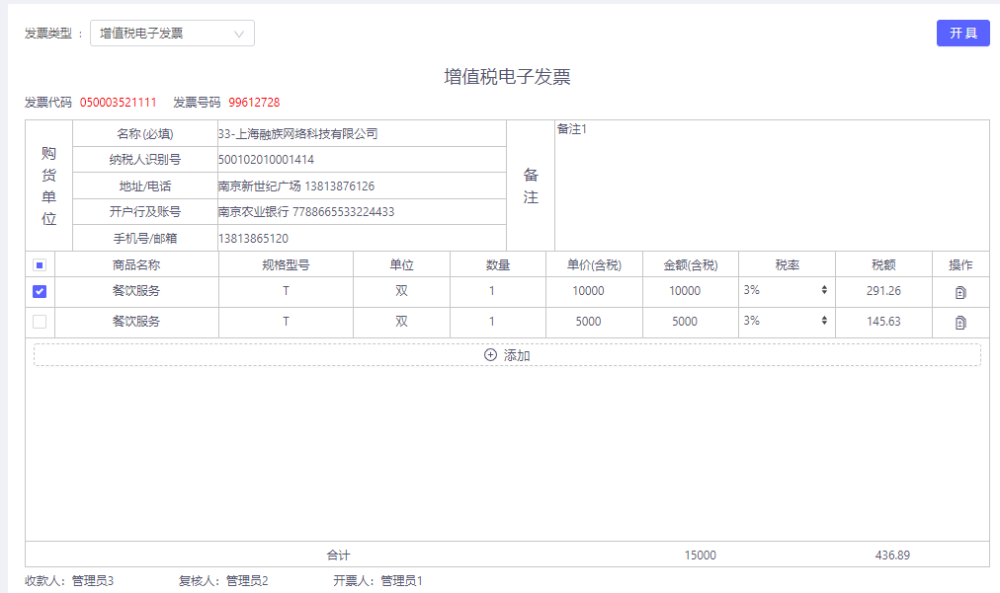 发票类型 : 增值税电子发票 开 具
增值税电子发票
发票代码 050003521111 发票号码 99612728
购货单位 备注
名称(必填) 33-上海融族网络科技有限公司 备注1
纳税人识别号 500102010001414
地址/电话 南京新世纪广场 13813876126
开户行及账号 南京农业银行 7788665533224433
手机号/邮箱 13813865120
商品名称 规格型号 单位 数量 单价(含税) 金额(含税) 税率 税额 操作
餐饮服务 T 双 1 10000 10000 3% 291.26
餐饮服务 T 双 1 5000 5000 3% 145.63
添加
合计 15000 436.89
收款人: 管理员3 复核人: 管理员2 开票人: 管理员1